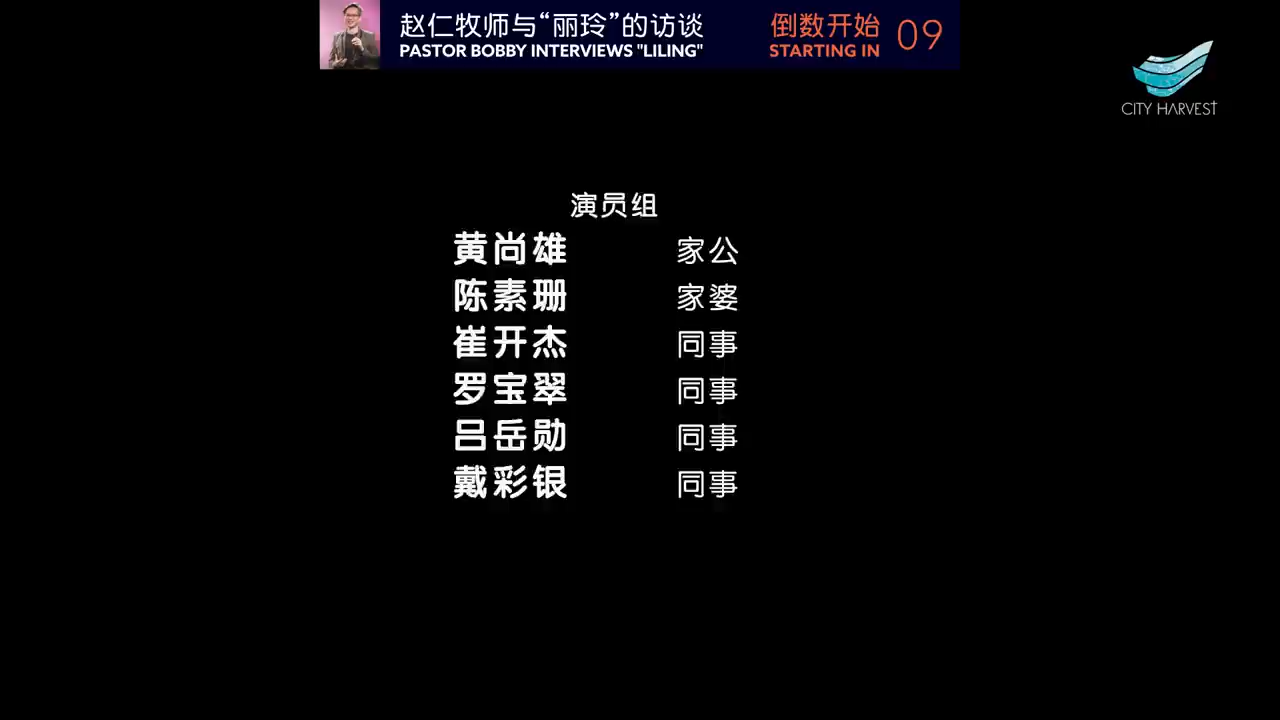 赵仁牧师与“丽玲”的访谈
PASTOR BOBBY INTERVIEWS "LILING"
倒数开始
STARTING IN
09
CITY HARVEST
演员组
黄尚雄 家公
陈素珊 家婆
崔开杰 同事
罗宝翠 同事
吕岳勋 同事
戴彩银 同事